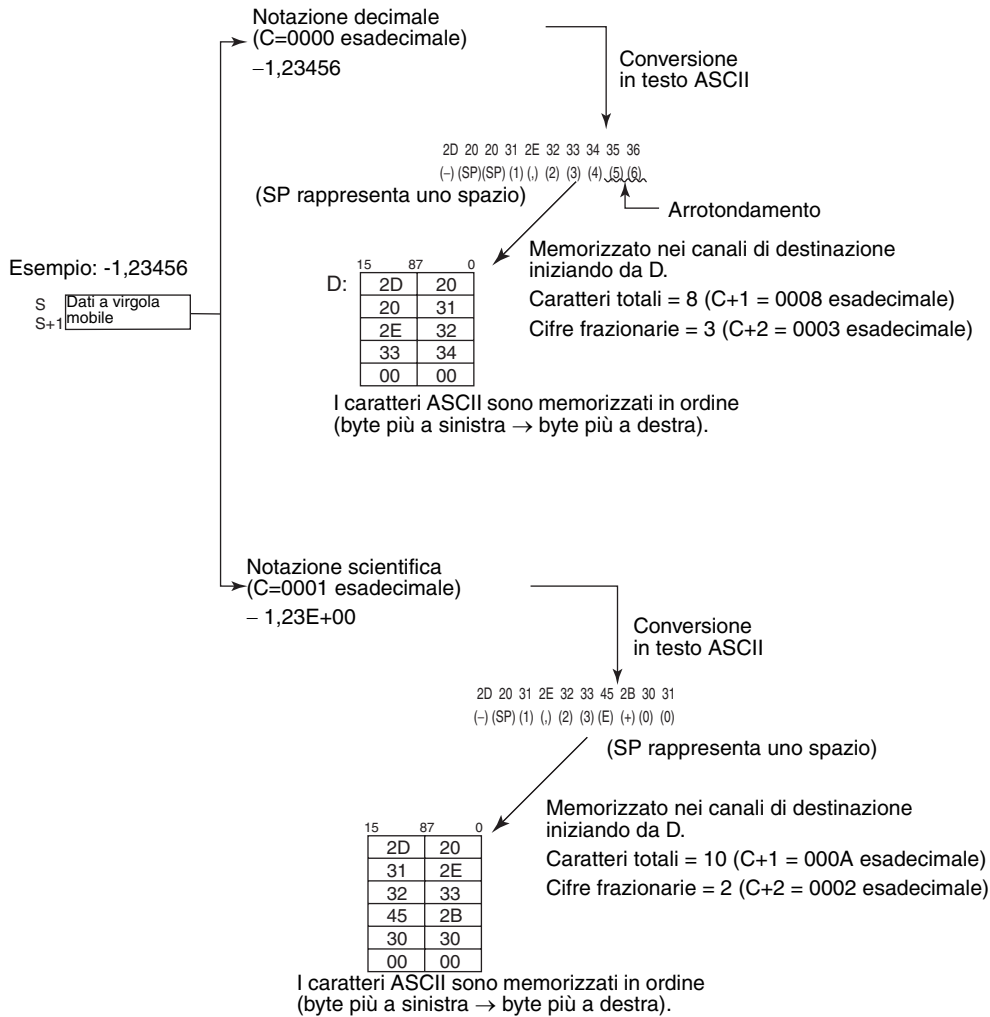 Notazione decimale
(C=0000 esadecimale)
−1,23456
Conversione
in testo ASCII
2D 20 20 31 2E 32 33 34 35 36
(−) (SP)(SP) (1) (,) (2) (3) (4) (5) (6)
(SP rappresenta uno spazio)
Arrotondamento
Esempio: -1,23456
S
S+1
Dati a virgola
mobile
Memorizzato nei canali di destinazione
iniziando da D.
Caratteri totali = 8 (C+1 = 0008 esadecimale)
Cifre frazionarie = 3 (C+2 = 0003 esadecimale)
15 87 0
D: 2D 20
20 31
2E 32
33 34
00 00
I caratteri ASCII sono memorizzati in ordine
(byte più a sinistra → byte più a destra).
Notazione scientifica
(C=0001 esadecimale)
− 1,23E+00
Conversione
in testo ASCII
2D 20 31 2E 32 33 45 2B 30 31
(−) (SP) (1) (,) (2) (3) (E) (+) (0) (0)
(SP rappresenta uno spazio)
Memorizzato nei canali di destinazione
iniziando da D.
Caratteri totali = 10 (C+1 = 000A esadecimale)
Cifre frazionarie = 2 (C+2 = 0002 esadecimale)
15 87 0
2D 20
31 2E
32 33
45 2B
30 30
00 00
I caratteri ASCII sono memorizzati in ordine
(byte più a sinistra → byte più a destra).